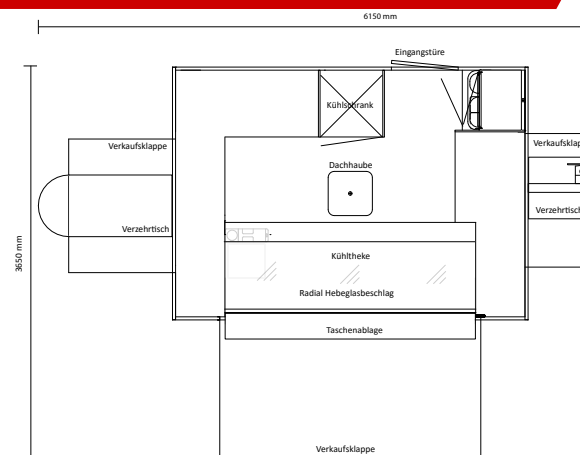 6150 mm
Eingangstüre
Kühlschrank
Verkaufsklappe
Verkaufsklap
Dachhaube
Verzehrtisch
Verzehrtisch
3650 mm
Kühltheke
Radial Hebeglasbeschlag
Taschenablage
Verkaufsklappe